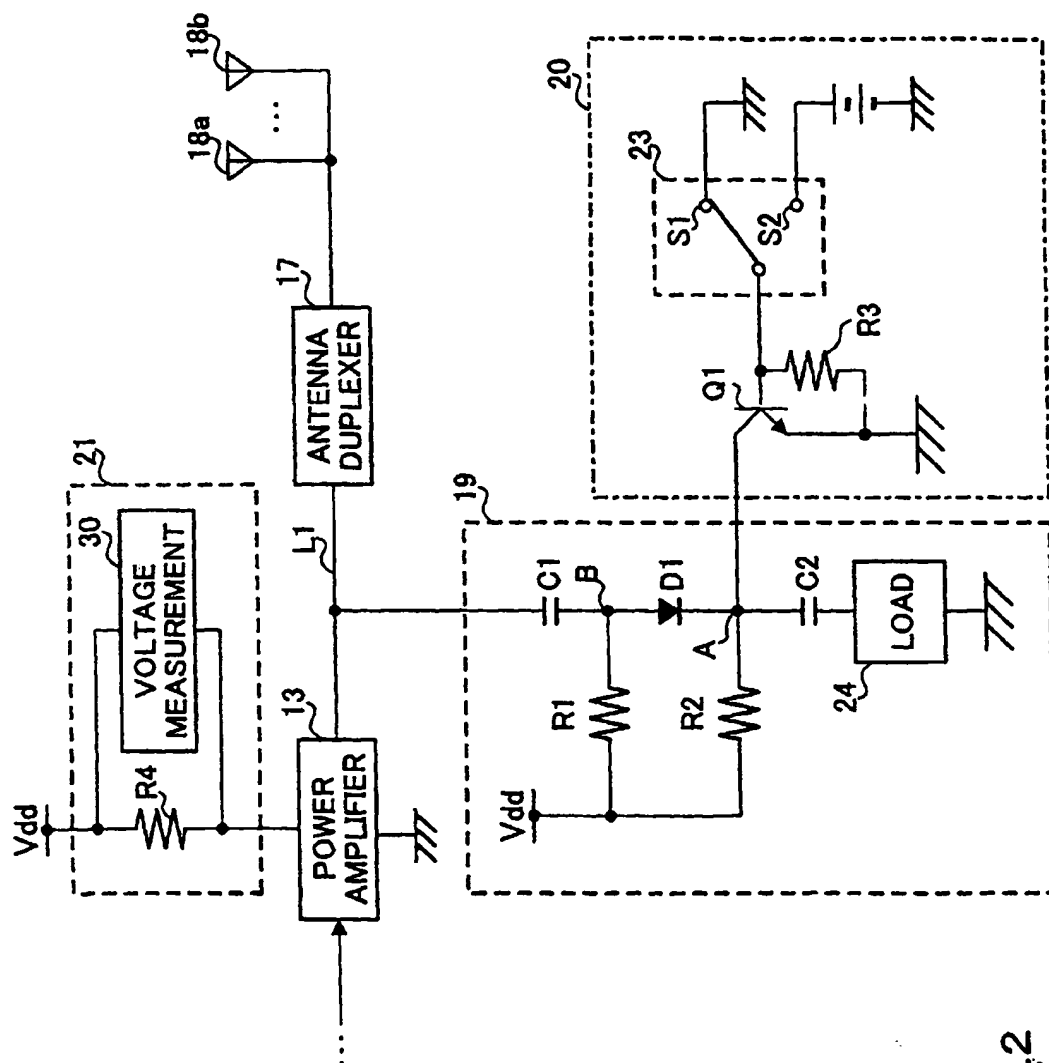 18b
18a
...
20
23
S1
S2
17
ANTENNA
DUPLEXER
R3
Q1
21
30
VOLTAGE
MEASUREMENT
L1
19
C1
B
D1
A
C2
LOAD
24
13
POWER
AMPLIFIER
R4
Vdd
R1
R2
Vdd
...
2